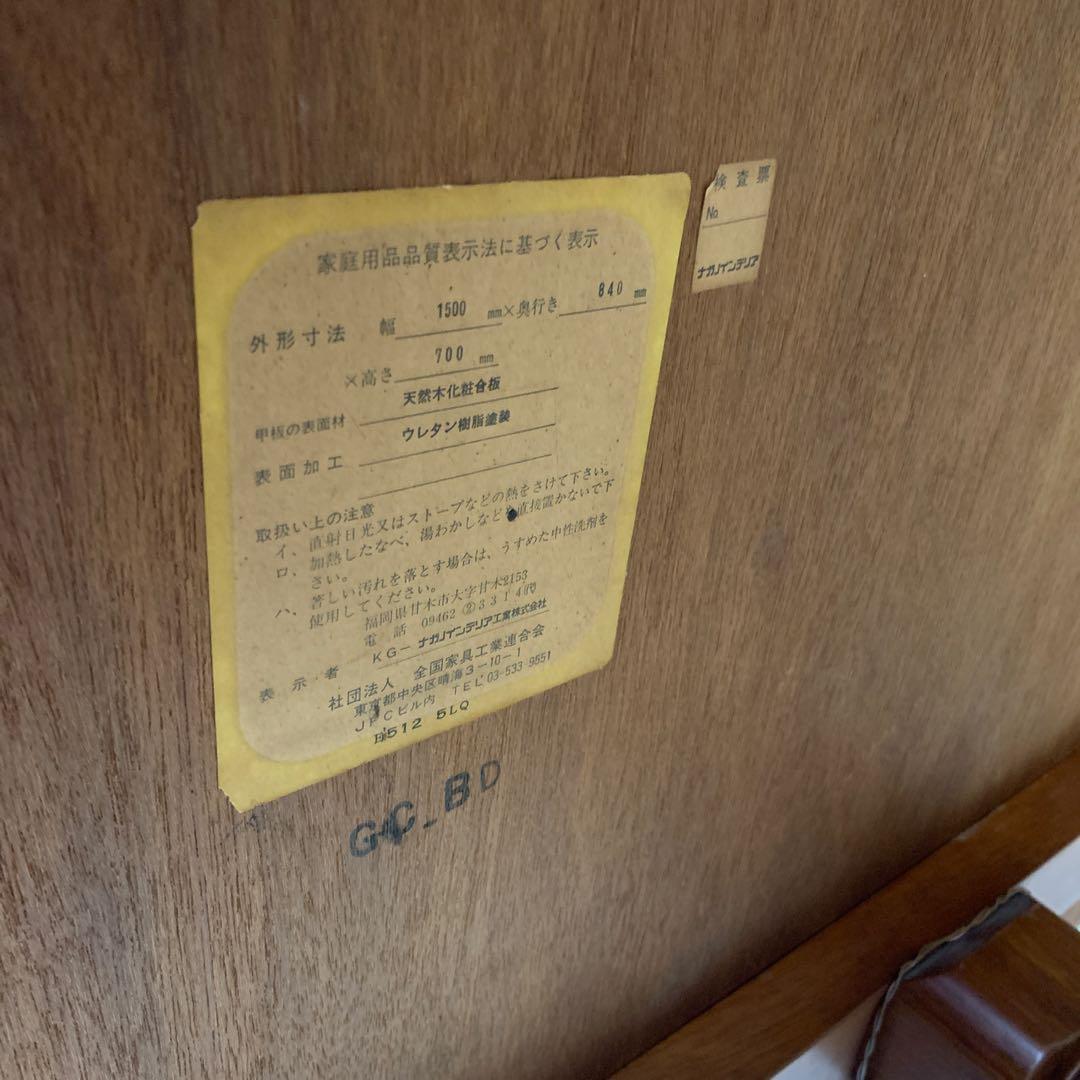 家庭用品品質表示法に基づく表示
外形寸法 幅 1500 mm×奥行き 840 mm
×高さ 700 mm
甲板の表面材 天然木化粧合板
表面加工 ウレタン樹脂塗装
取扱い上の注意
イ、直射日光又はストーブなどの熱をさけて下さい。
ロ、加熱したなべ、湯わかしなど 直接置かないで下
さい。
ハ、著しい汚れを落とす場合は、うすめた中性洗剤を
使用してください。
福岡県甘木市大字甘木2153
電話 09462②3314㈹
表示者 KG-ナガノインテリア工業株式会社
社団法人 全国家具工業連合会
東京都中央区晴海3-10-1
JFCビル内 TEL 03-533-9551
512 5LQ
検査票
No.
ナガノインテリア
BD